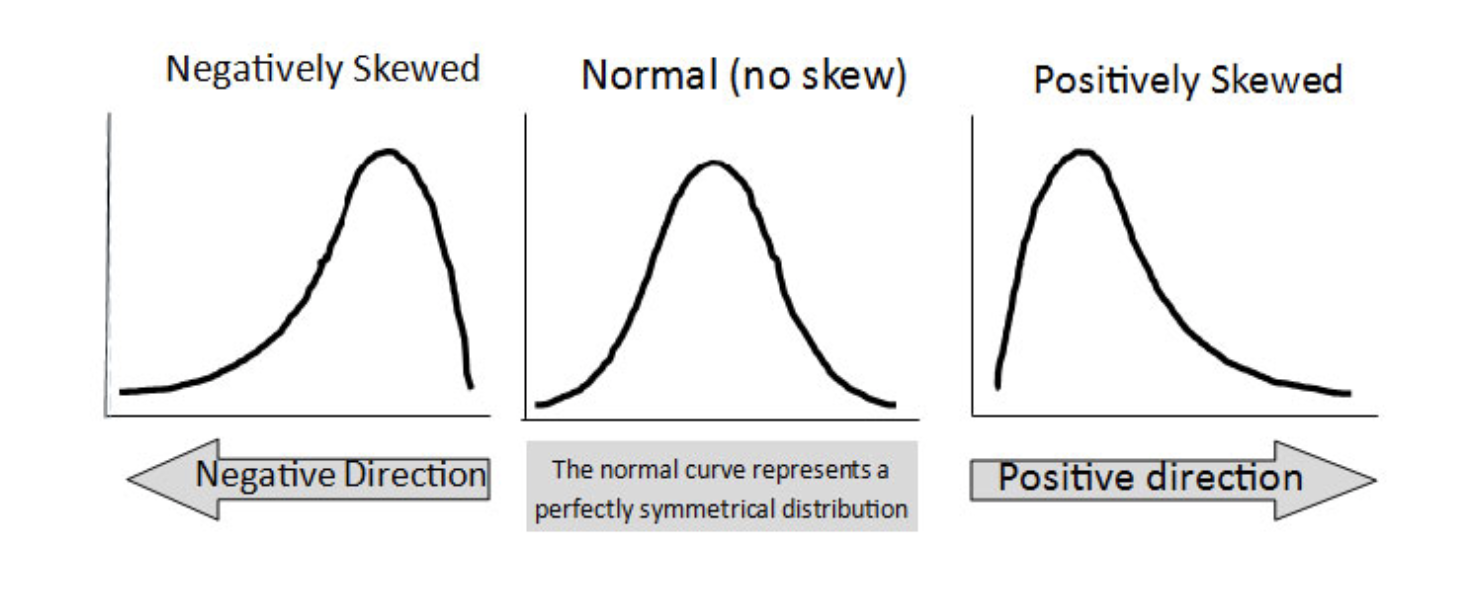 Negatively Skewed
Normal (no skew)
Positively Skewed
Negative Direction
The normal curve represents a
perfectly symmetrical distribution
Positive direction